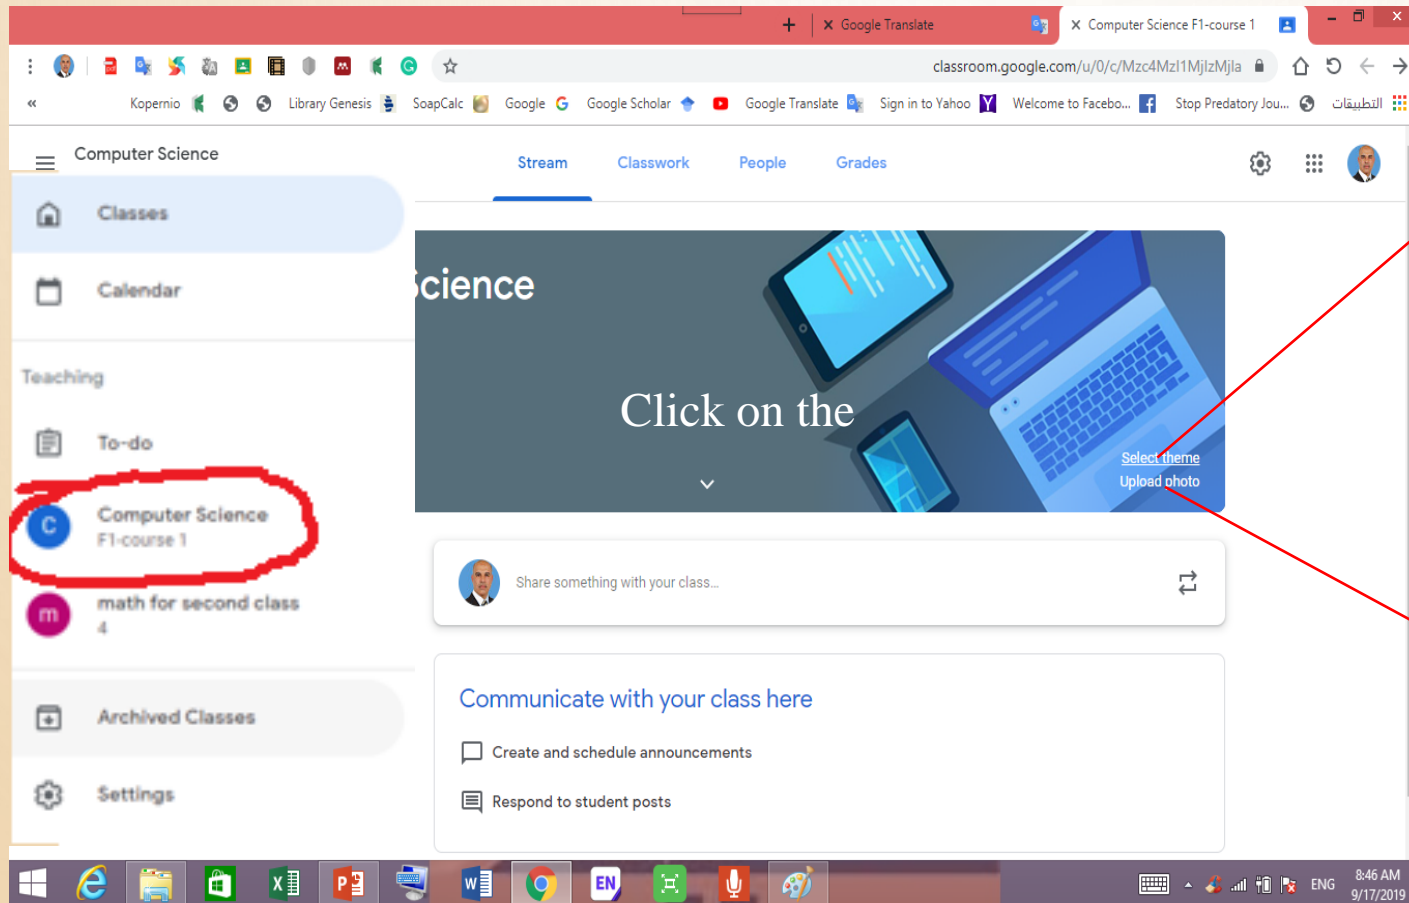 Google Translate
Computer Science F1-course 1
classroom.google.com/u/0/c/Mzc4MzI1MjIzMjIa
Kopernio Library Genesis SoapCalc Google Google Scholar Google Translate Sign in to Yahoo Welcome to Facebo... Stop Predatory Jou... التطبيقات
Computer Science
Stream Classwork People Grades
Classes
Calendar
Teaching
To-do
C Computer Science
F1-course 1
m math for second class
4
Archived Classes
Settings
Science
Click on the
Select theme
Upload photo
Share something with your class...
Communicate with your class here
Create and schedule announcements
Respond to student posts
EN
ENG
8:46 AM
9/17/2019